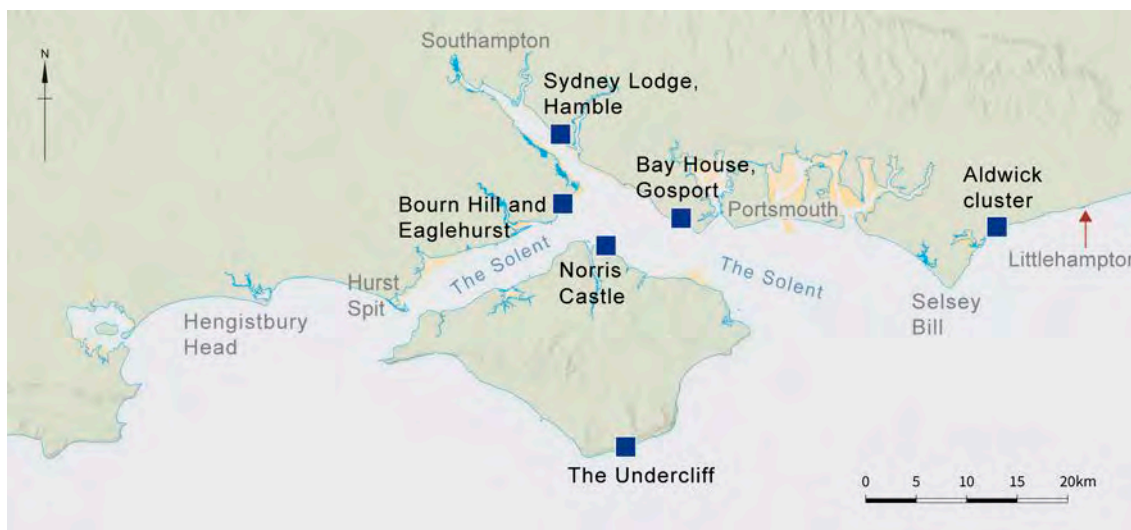 N
Southampton
Sydney Lodge,
Hamble
Bay House,
Gosport
Portsmouth
Aldwick
cluster
Bourn Hill and
Eaglehurst
The Solent
Norris
Castle
The Solent
Littlehampton
Hurst
Spit
Hengistbury
Head
Selsey
Bill
The Undercliff
0 5 10 15 20km